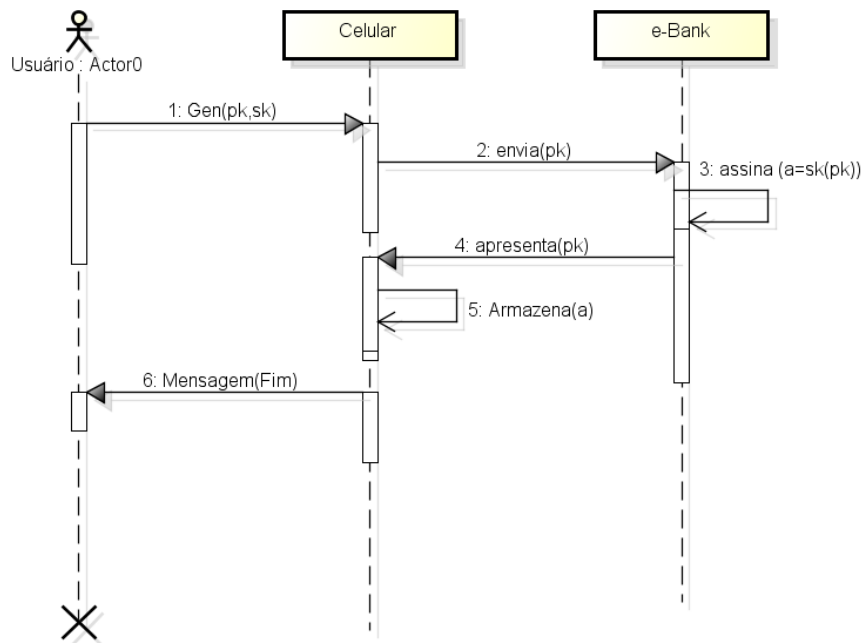 Usuário : Actor0
Celular
e-Bank
1: Gen(pk,sk)
2: envia(pk)
3: assina (a=sk(pk))
4: apresenta(pk)
5: Armazena(a)
6: Mensagem(Fim)